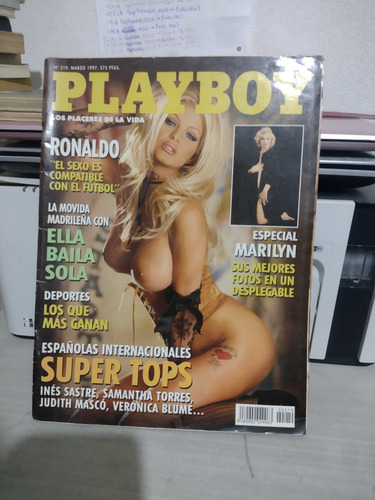 Nº 219. MARZO 1997. 575 PTAS.
PLAYBOY
LOS PLACERES DE LA VIDA
RONALDO
"EL SEXO ES
COMPATIBLE
CON EL FUTBOL"
LA MOVIDA
MADRILEÑA CON
ELLA
BAILA
SOLA
DEPORTES
LOS QUE
MÁS GANAN
ESPECIAL
MARILYN
SUS MEJORES
FOTOS EN UN
DESPLEGABLE
ESPAÑOLAS INTERNACIONALES
SUPER TOPS
INÉS SASTRE, SAMANTHA TORRES,
JUDITH MASCÓ, VERÓNICA BLUME...
00219